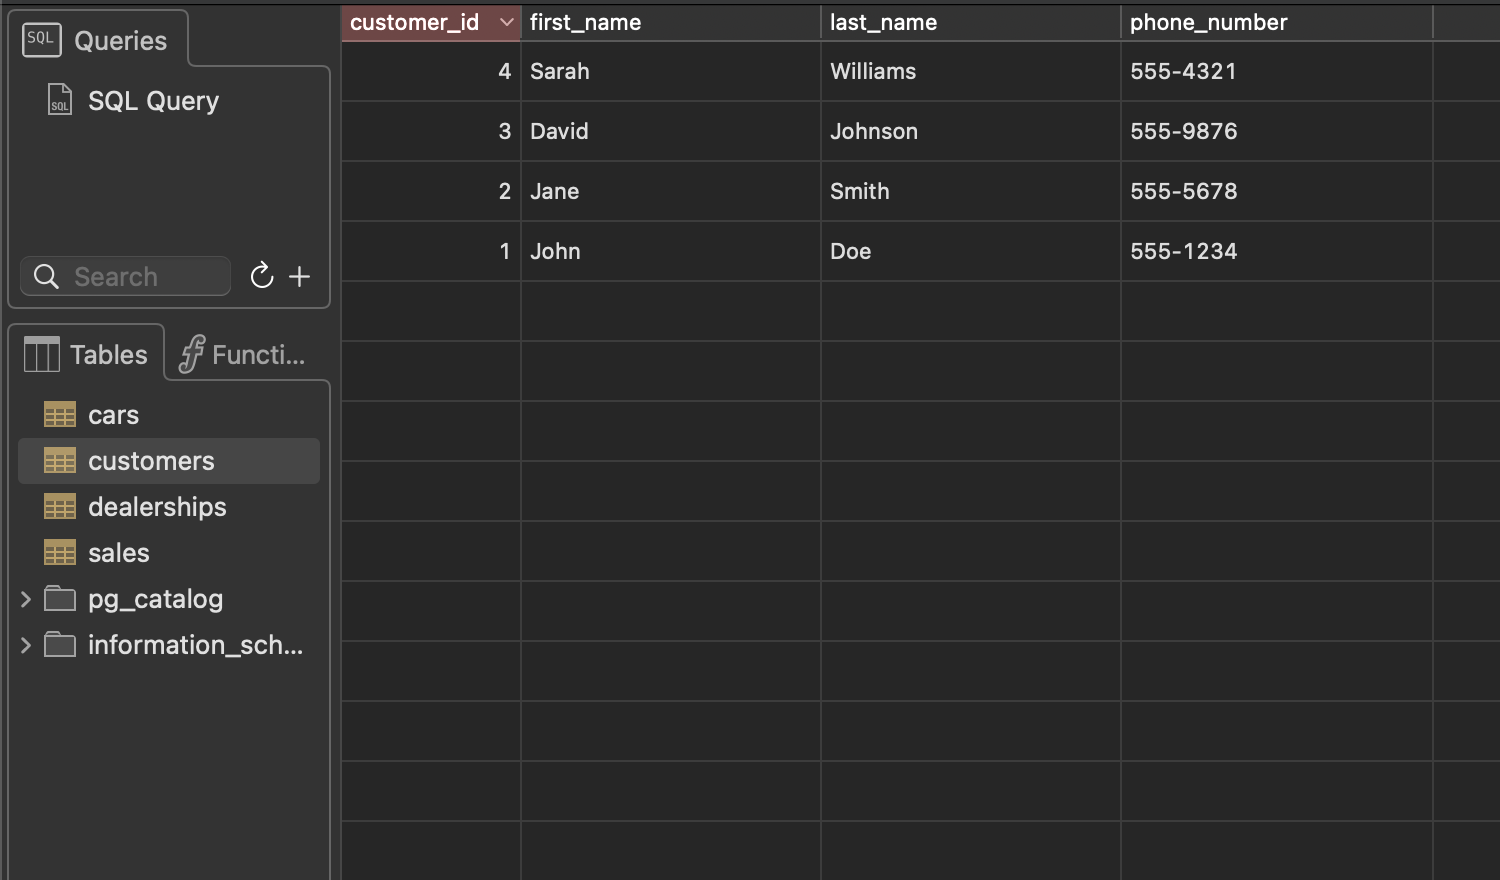 SQL Queries
SQL SQL Query
Search
Tables Functi...
cars
customers
dealerships
sales
pg_catalog
information_sch...
customer_id first_name last_name phone_number
4 Sarah Williams 555-4321
3 David Johnson 555-9876
2 Jane Smith 555-5678
1 John Doe 555-1234